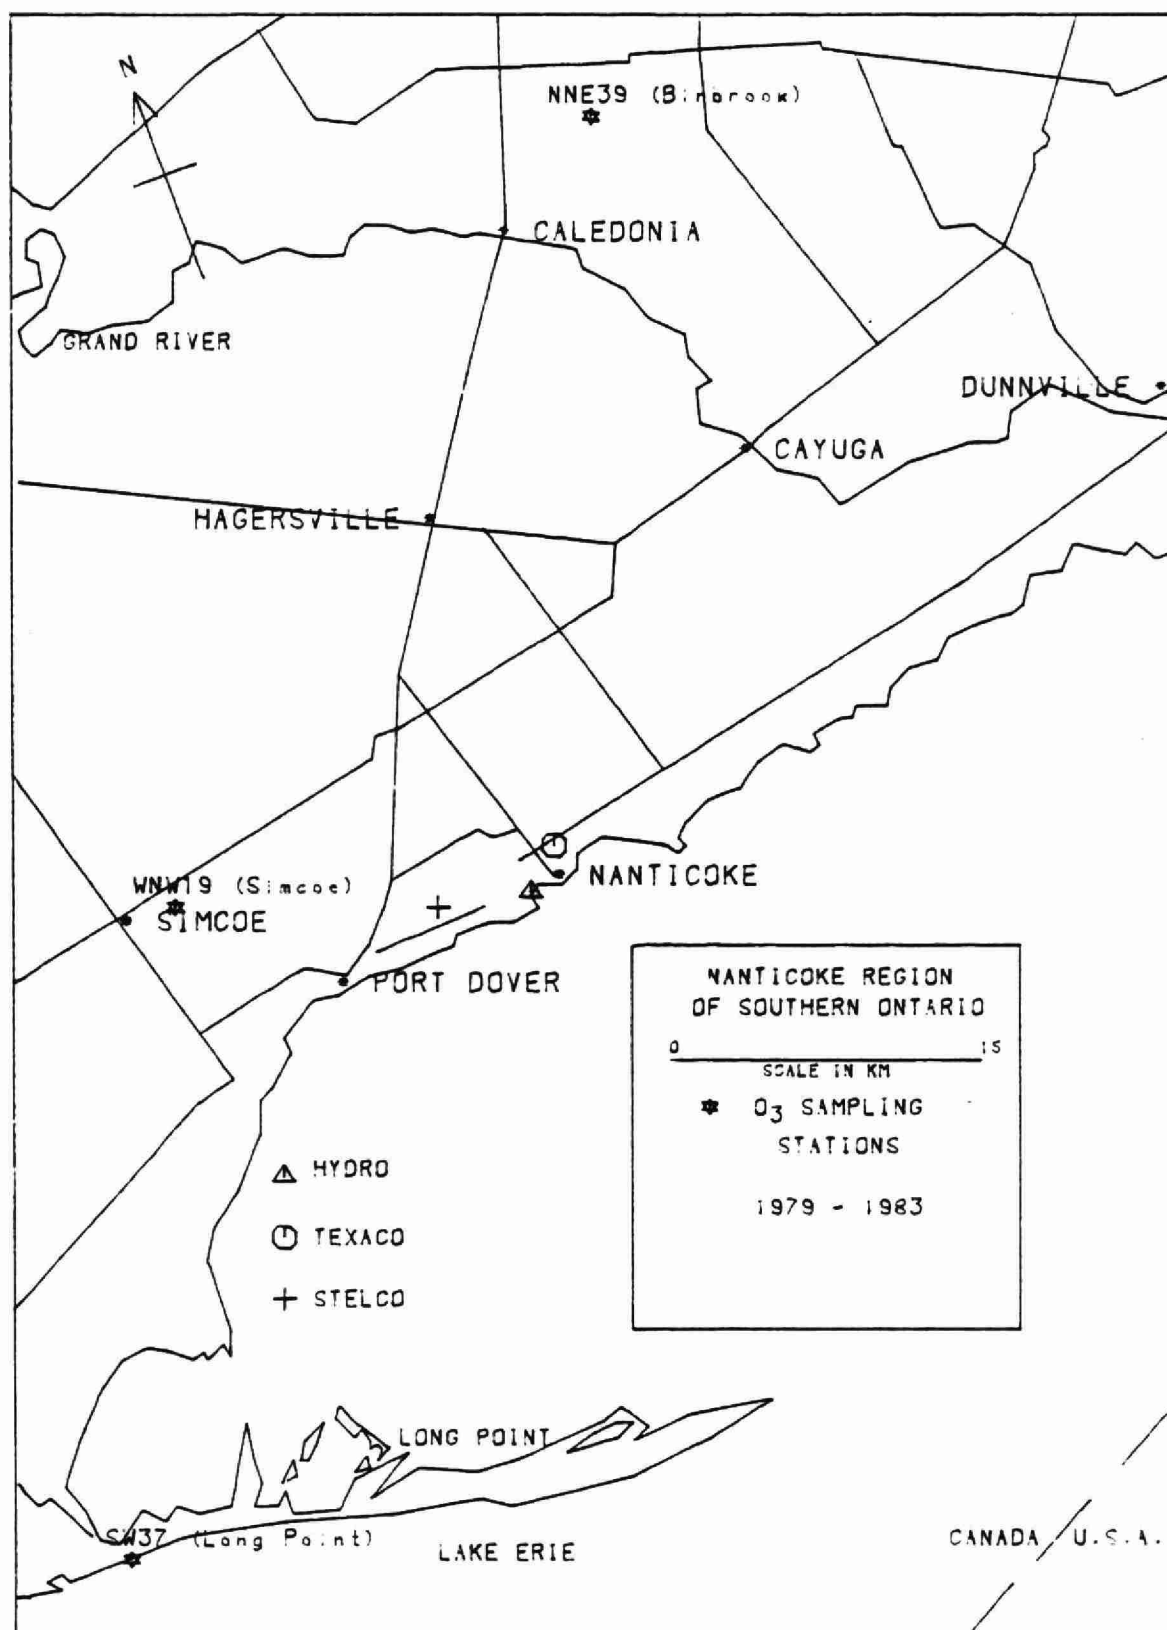 N
NNE39 (Binbrook)
CALEDONIA
GRAND RIVER
DUNNVILLE
CAYUGA
HAGERSVILLE
NANTICOKE
WNW19 (Simcoe)
SIMCOE
PORT DOVER
NANTICOKE REGION
OF SOUTHERN ONTARIO
0 15
SCALE IN KM
O3 SAMPLING
STATIONS
1979 - 1983
HYDRO
TEXACO
STELCO
LONG POINT
SW37 (Long Point)
LAKE ERIE
CANADA U.S.A.